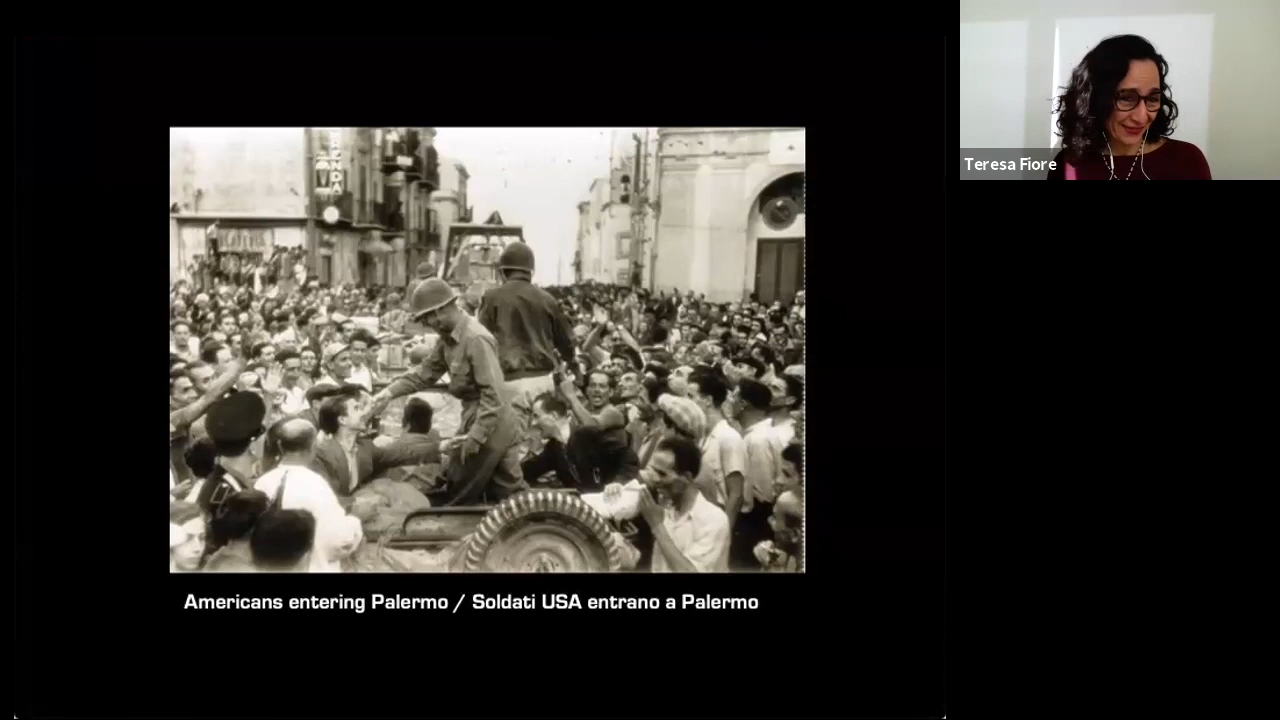 Teresa Fiore
Americans entering Palermo / Soldati USA entrano a Palermo